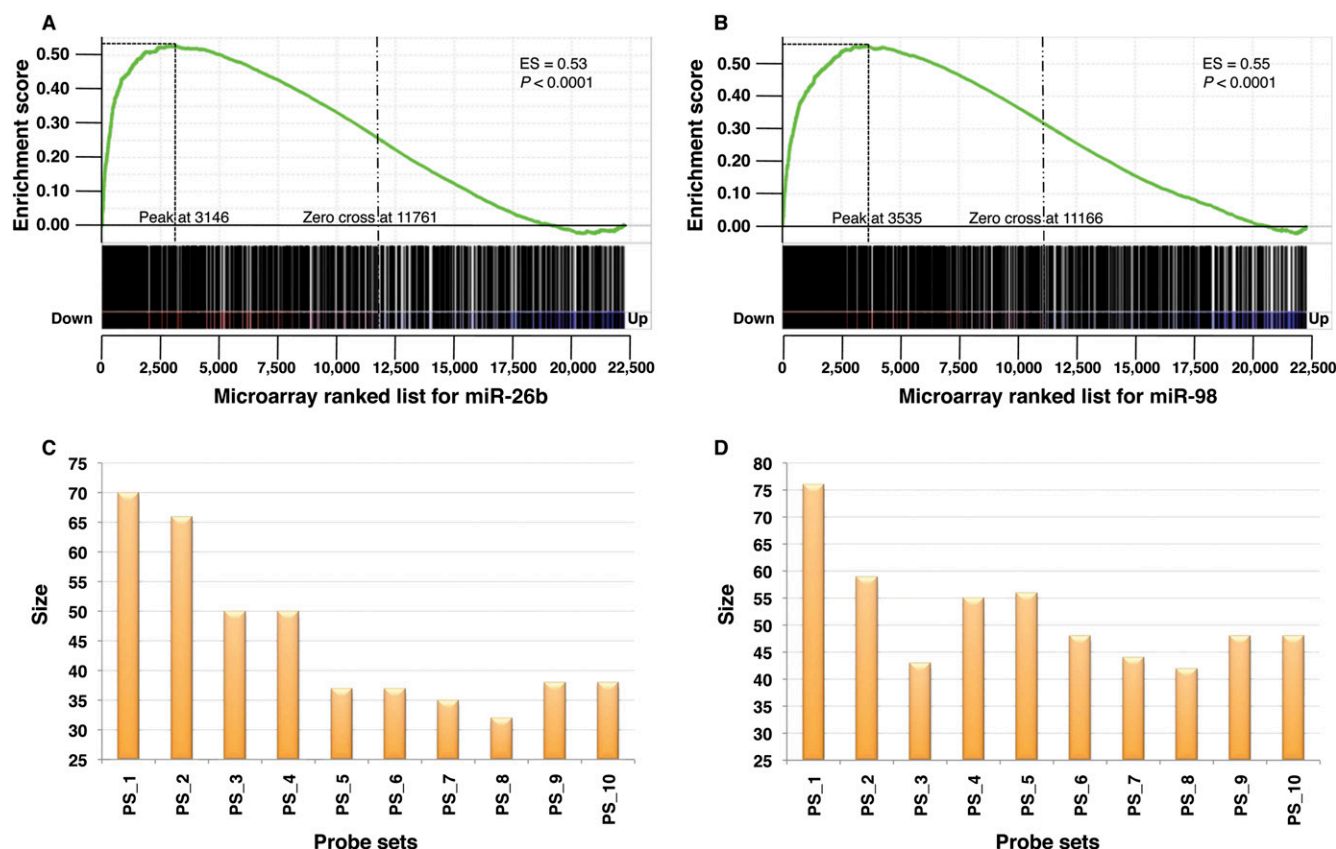 A
Enrichment score
0.50
0.40
0.30
0.20
0.10
0.00
ES = 0.53
P < 0.0001
Peak at 3146
Zero cross at 11761
Down
Up
0
2,500
5,000
7,500
10,000
12,500
15,000
17,500
20,000
22,500
Microarray ranked list for miR-26b
B
Enrichment score
0.50
0.40
0.30
0.20
0.10
0.00
ES = 0.55
P < 0.0001
Peak at 3535
Zero cross at 11166
Down
Up
0
2,500
5,000
7,500
10,000
12,500
15,000
17,500
20,000
22,500
Microarray ranked list for miR-98
C
Size
75
70
65
60
55
50
45
40
35
30
25
PS_1
PS_2
PS_3
PS_4
PS_5
PS_6
PS_7
PS_8
PS_9
PS_10
Probe sets
D
Size
80
75
70
65
60
55
50
45
40
35
30
25
PS_1
PS_2
PS_3
PS_4
PS_5
PS_6
PS_7
PS_8
PS_9
PS_10
Probe sets